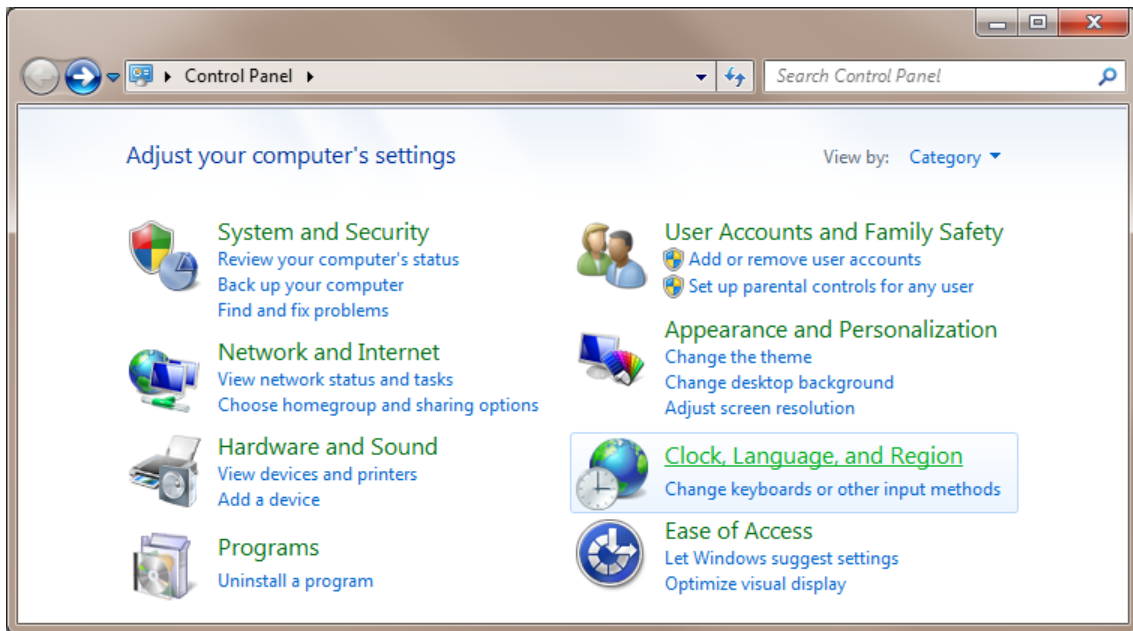 Control Panel
Search Control Panel
Adjust your computer's settings
View by: Category
System and Security
Review your computer's status
Back up your computer
Find and fix problems
Network and Internet
View network status and tasks
Choose homegroup and sharing options
Hardware and Sound
View devices and printers
Add a device
Programs
Uninstall a program
User Accounts and Family Safety
Add or remove user accounts
Set up parental controls for any user
Appearance and Personalization
Change the theme
Change desktop background
Adjust screen resolution
Clock, Language, and Region
Change keyboards or other input methods
Ease of Access
Let Windows suggest settings
Optimize visual display